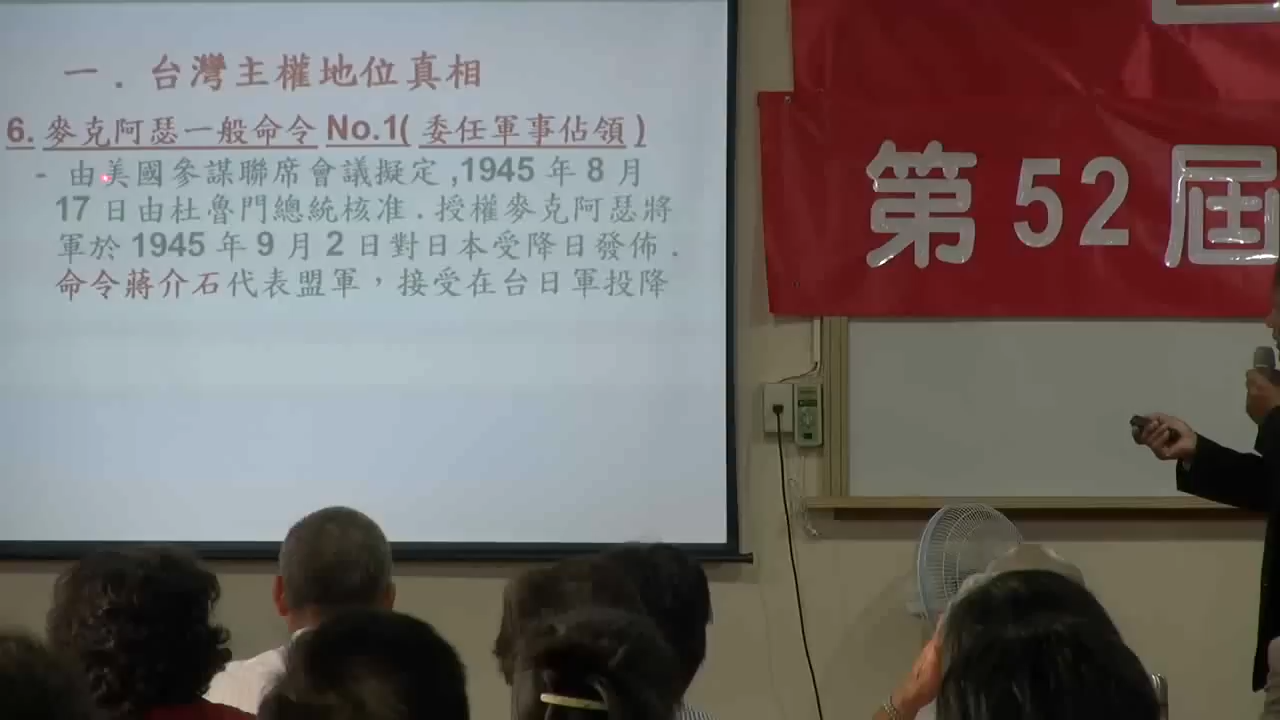 一．台灣主權地位真相
6. 麥克阿瑟一般命令 No.1( 委任軍事佔領 )
- 由美國參謀聯席會議擬定 ,1945 年 8 月
17 日由杜魯門總統核准 . 授權麥克阿瑟將
軍於 1945 年 9 月 2 日對日本受降日發佈 .
命令蔣介石代表盟軍，接受在台日軍投降
第 52 屆